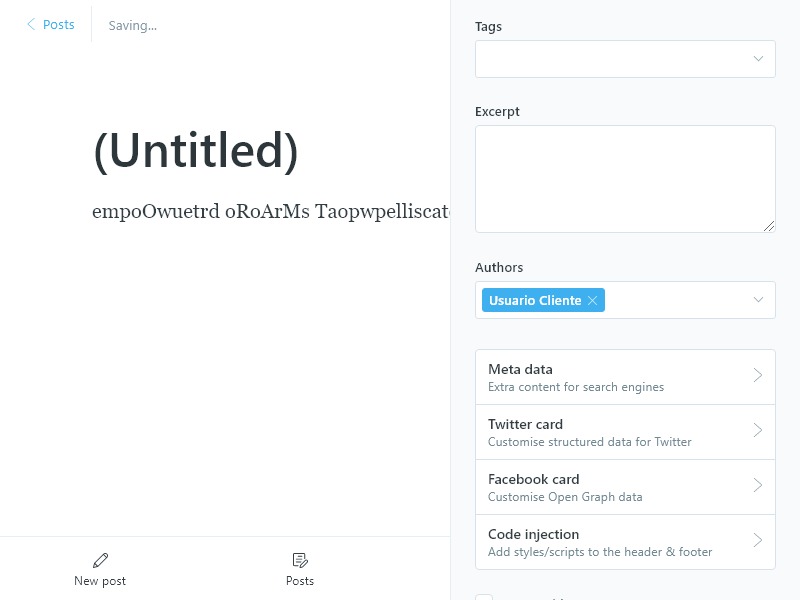 Posts
Saving...
(Untitled)
empoOwuetrd oRoArMs Taopwpelliscat
New post
Posts
Tags
Excerpt
Authors
Usuario Cliente
Meta data
Extra content for search engines
Twitter card
Customise structured data for Twitter
Facebook card
Customise Open Graph data
Code injection
Add styles/scripts to the header & footer